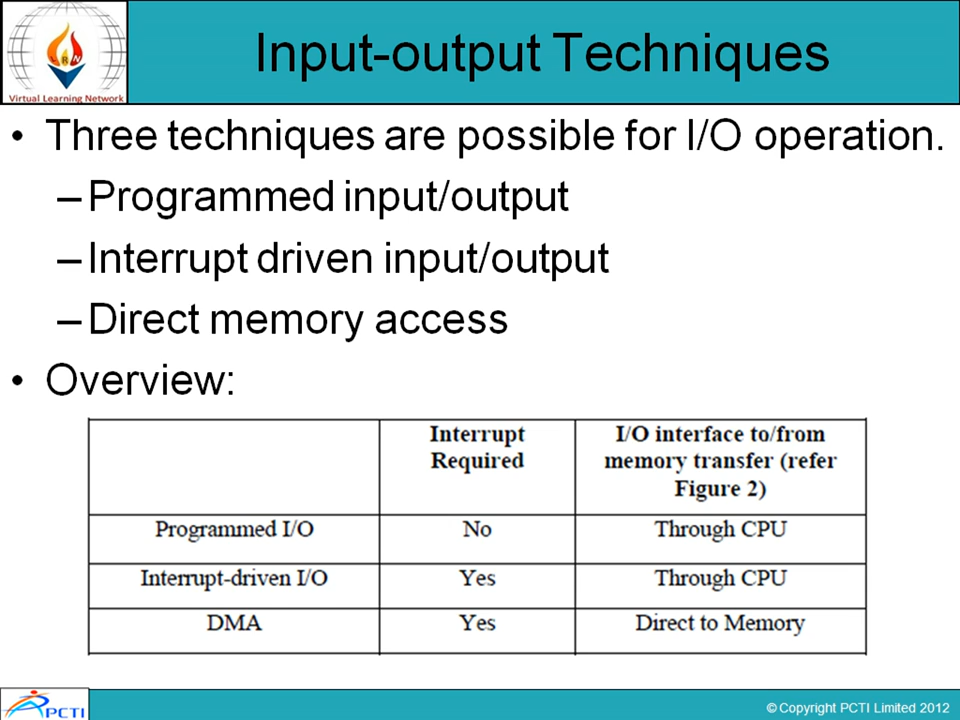 LRN
Virtual Learning Network
Input-output Techniques
• Three techniques are possible for I/O operation.
–Programmed input/output
–Interrupt driven input/output
–Direct memory access
• Overview:
Interrupt Required
I/O interface to/from memory transfer (refer Figure 2)
Programmed I/O No Through CPU
Interrupt-driven I/O Yes Through CPU
DMA Yes Direct to Memory
PCTI
© Copyright PCTI Limited 2012